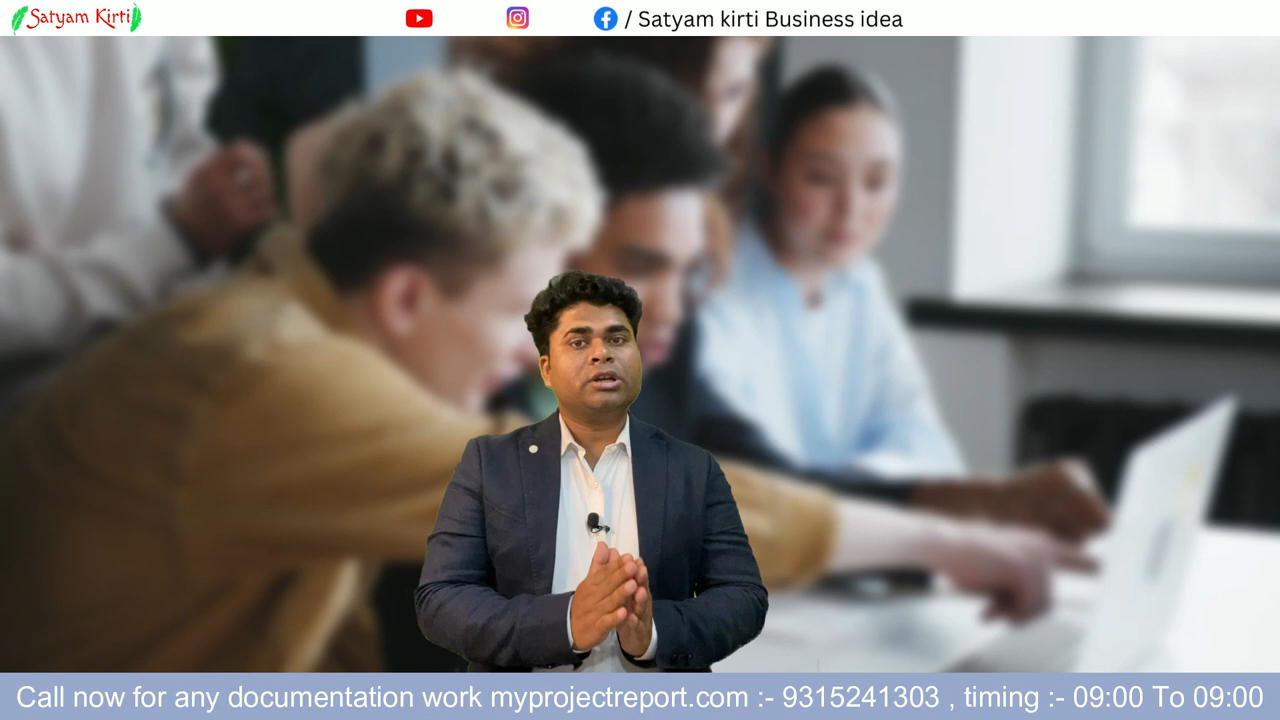 Satyam Kirti
/ Satyam kirti Business idea
Call now for any documentation work myprojectreport.com :- 9315241303 , timing :- 09:00 To 09:00